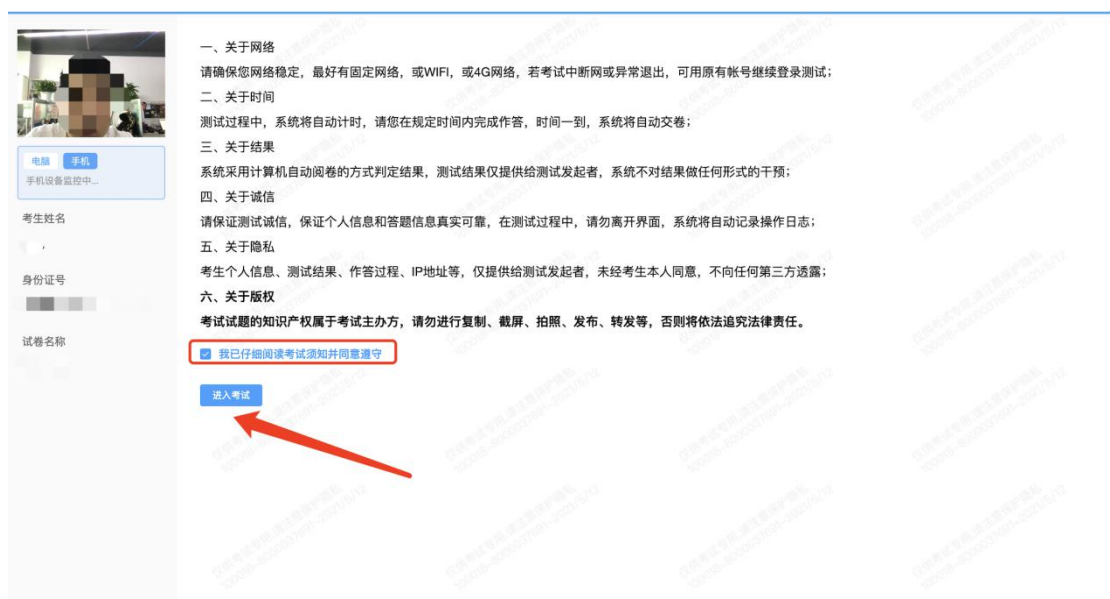 电脑 手机
手机设备监控中...
考生姓名
身份证号
试卷名称
一、关于网络
请确保您网络稳定，最好有固定网络，或WIFI，或4G网络，若考试中断网或异常退出，可用原有帐号继续登录测试；
二、关于时间
测试过程中，系统将自动计时，请您在规定时间内完成作答，时间一到，系统将自动交卷；
三、关于结果
系统采用计算机自动阅卷的方式判定结果，测试结果仅提供给测试发起者，系统不对结果做任何形式的干预；
四、关于诚信
请保证测试诚信，保证个人信息和答题信息真实可靠，在测试过程中，请勿离开界面，系统将自动记录操作日志；
五、关于隐私
考生个人信息、测试结果、作答过程、IP地址等，仅提供给测试发起者，未经考生本人同意，不向任何第三方透露；
六、关于版权
考试试题的知识产权属于考试主办方，请勿进行复制、截屏、拍照、发布、转发等，否则将依法追究法律责任。
我已仔细阅读考试须知并同意遵守
进入考试